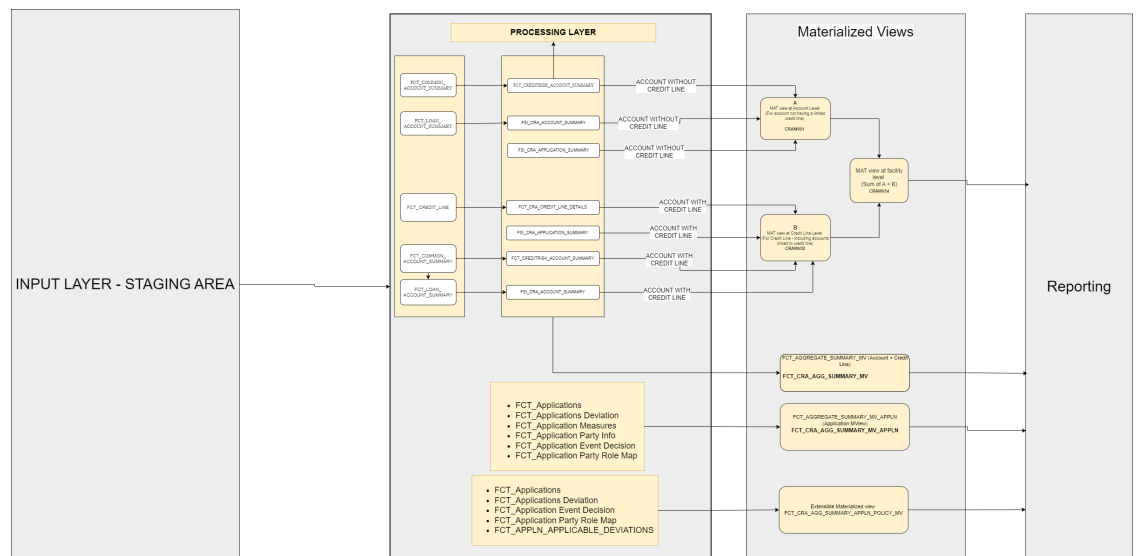 INPUT LAYER - STAGING AREA
PROCESSING LAYER
FCT_COMMON_
ACCOUNT_SUMMARY
FCT_LOAN_
ACCOUNT_SUMMARY
FCT_CREDIT_LINE
FCT_COMMON_
ACCOUNT_SUMMARY
FCT_LOAN_
ACCOUNT_SUMMARY
FCT_CREDITRISK_ACCOUNT_SUMMARY
FSI_CRA_ACCOUNT_SUMMARY
FSI_CRA_APPLICATION_SUMMARY
FCT_CRA_CREDIT_LINE_DETAILS
FSI_CRA_APPLICATION_SUMMARY
FCT_CREDITRISK_ACCOUNT_SUMMARY
FSI_CRA_ACCOUNT_SUMMARY
ACCOUNT WITHOUT
CREDIT LINE
ACCOUNT WITHOUT
CREDIT LINE
ACCOUNT WITHOUT
CREDIT LINE
ACCOUNT WITH
CREDIT LINE
ACCOUNT WITH
CREDIT LINE
ACCOUNT WITH
CREDIT LINE
ACCOUNT WITH
CREDIT LINE
• FCT_Applications
• FCT_Applications Deviation
• FCT_Application Measures
• FCT_Application Party Info
• FCT_Application Event Decision
• FCT_Application Party Role Map
• FCT_Applications
• FCT_Applications Deviation
• FCT_Application Event Decision
• FCT_Application Party Role Map
• FCT_APPLN_APPLICABLE_DEVIATIONS
Materialized Views
A
MAT view at Account Level
(For account not having a linked
credit line)
CRAMV01
B
MAT view at Credit Line Level
(For Credit Line - including accounts
linked to credit line)
CRAMV02
MAT view at facility
level
(Sum of A + B)
CRAMV04
FCT_AGGREGATE_SUMMARY_MV (Account + Credit
Line)
FCT_CRA_AGG_SUMMARY_MV
FCT_AGGREGATE_SUMMARY_MV_APPLN
(Application MView)
FCT_CRA_AGG_SUMMARY_MV_APPLN
Extensible Materialized view
FCT_CRA_AGG_SUMMARY_APPLN_POLICY_MV
Reporting